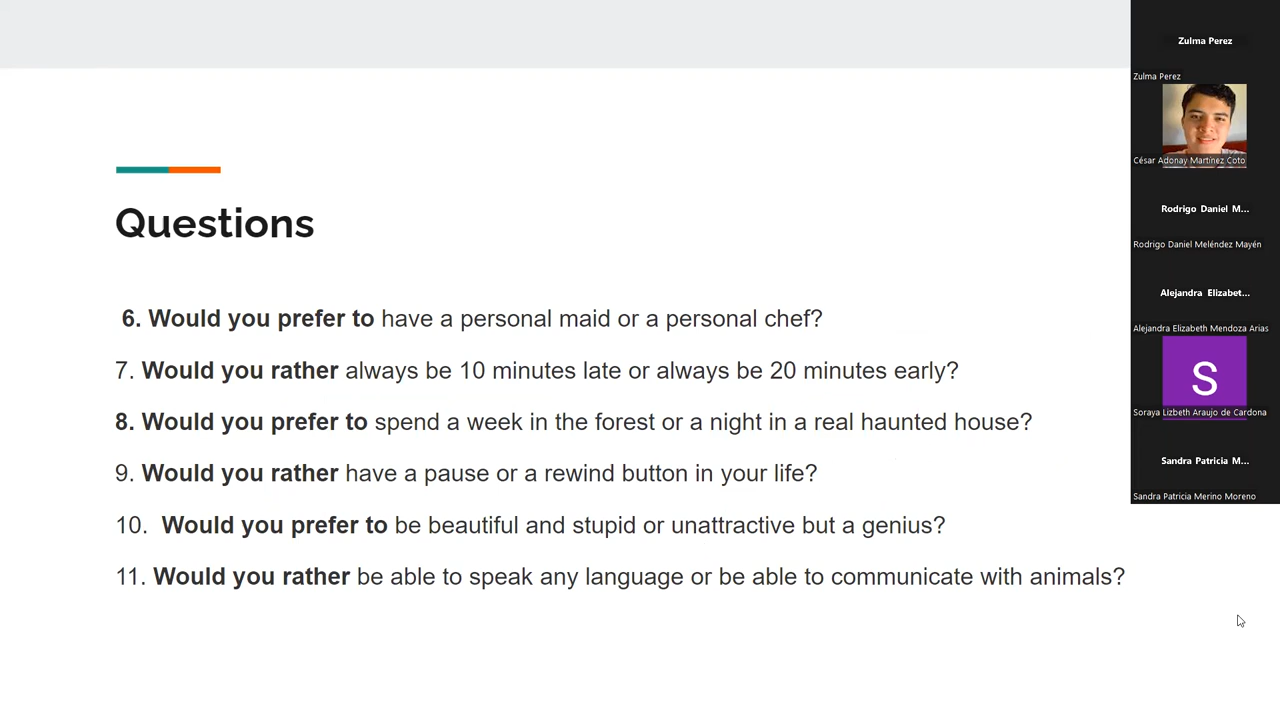 Questions
6. Would you prefer to have a personal maid or a personal chef?
7. Would you rather always be 10 minutes late or always be 20 minutes early?
8. Would you prefer to spend a week in the forest or a night in a real haunted house?
9. Would you rather have a pause or a rewind button in your life?
10. Would you prefer to be beautiful and stupid or unattractive but a genius?
11. Would you rather be able to speak any language or be able to communicate with animals?
Zulma Perez
Zulma Perez
César Adonay Martínez Coto
Rodrigo Daniel M...
Rodrigo Daniel Meléndez Mayén
Alejandra Elizabet...
Alejandra Elizabeth Mendoza Arias
S
Soraya Lizbeth Araujo de Cardona
Sandra Patricia M...
Sandra Patricia Merino Moreno